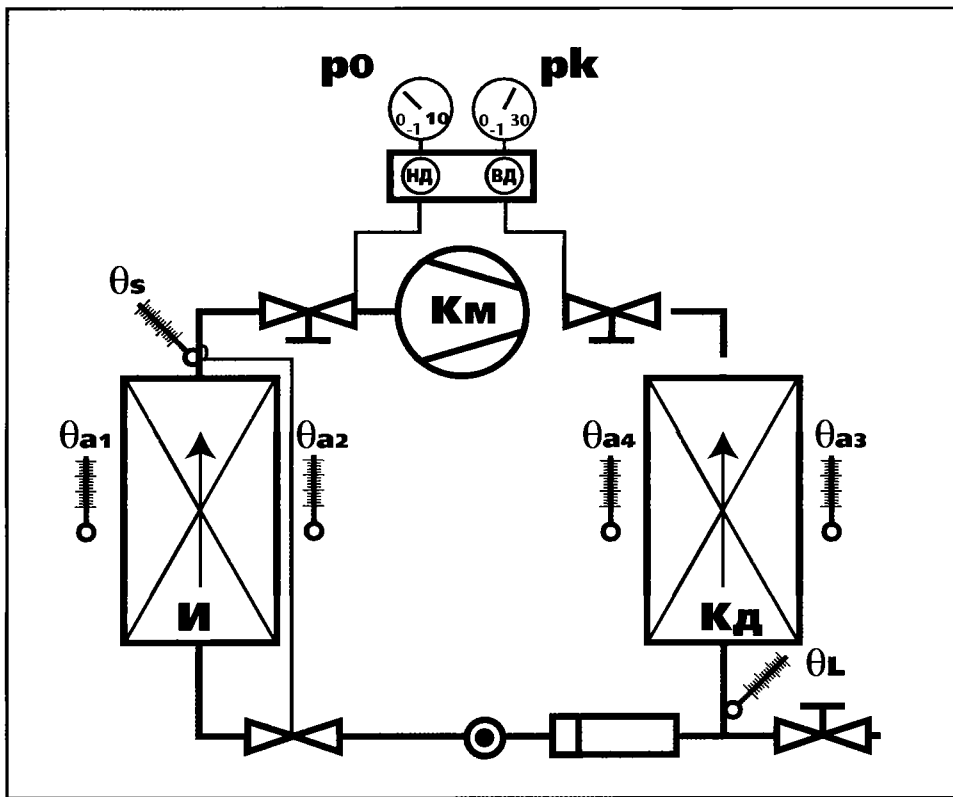 po pk
0 -1 10 0 -1 30
НД ВД
Км
θs
θa1 θa2 θa4 θa3
И Кд
θL